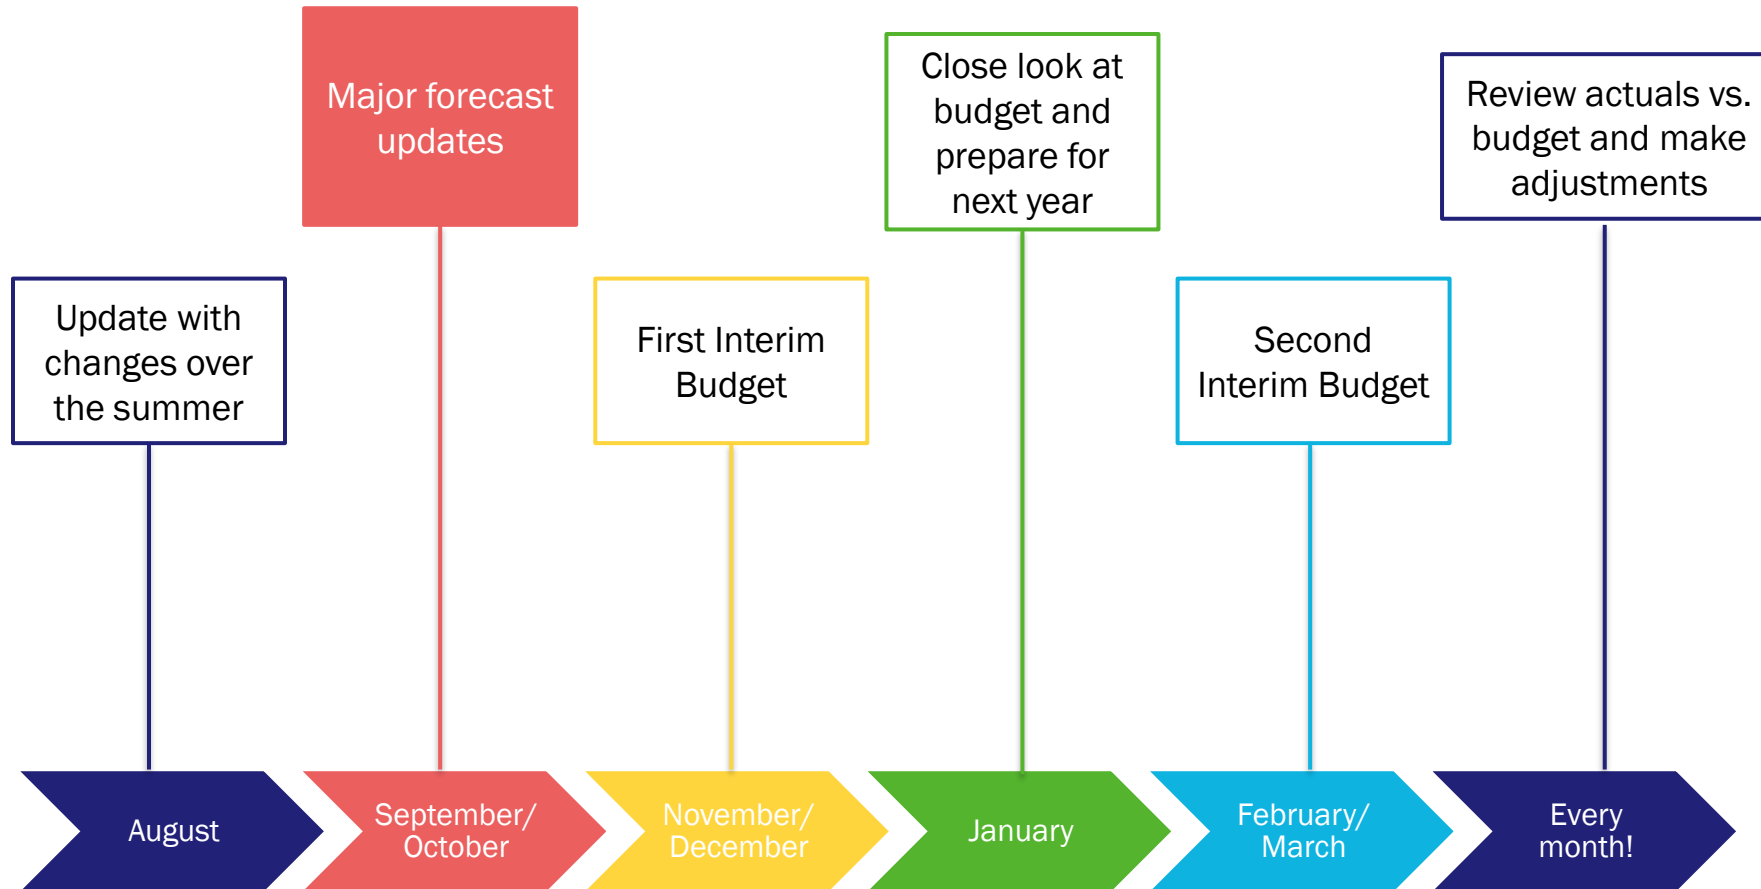 Major forecast
updates
Close look at
budget and
prepare for
next year
Review actuals vs.
budget and make
adjustments
Update with
changes over
the summer
First Interim
Budget
Second
Interim Budget
August
September/
October
November/
December
January
February/
March
Every
month!